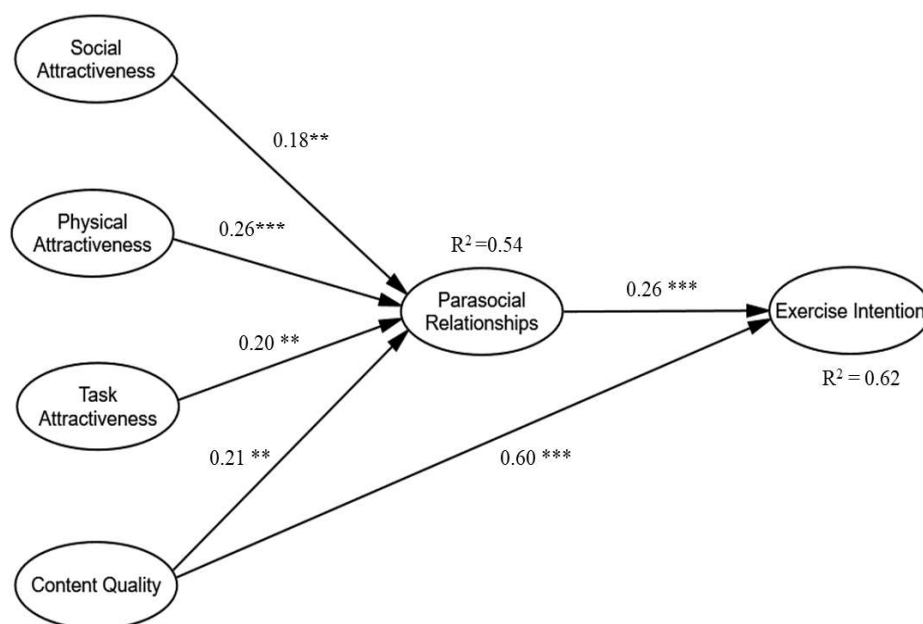 Social
Attractiveness
0.18**
Physical
Attractiveness
0.26***
R² =0.54
Parasocial
Relationships
0.26 ***
Exercise Intention
R² = 0.62
0.20 **
Task
Attractiveness
0.21 **
0.60 ***
Content Quality